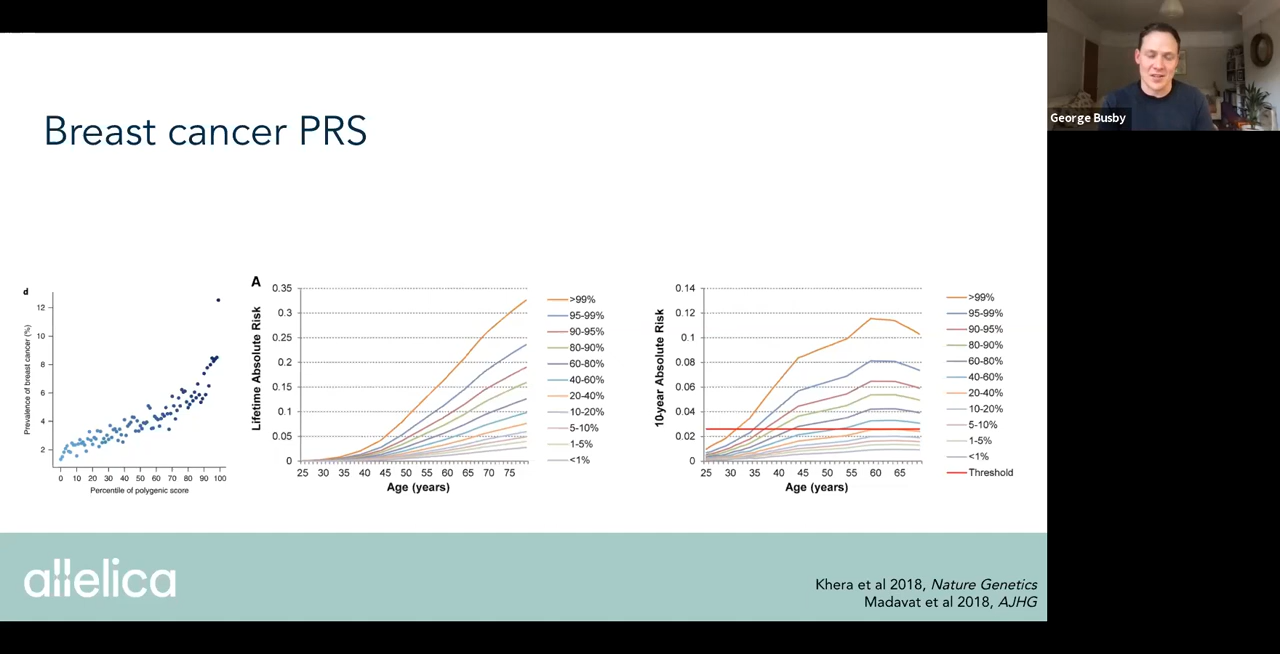 George Busby
Breast cancer PRS
d
Prevalence of breast cancer (%)
12
10
8
6
4
2
0 10 20 30 40 50 60 70 80 90 100
Percentile of polygenic score
A
Lifetime Absolute Risk
0.35
0.3
0.25
0.2
0.15
0.1
0.05
0
25 30 35 40 45 50 55 60 65 70 75
Age (years)
>99%
95-99%
90-95%
80-90%
60-80%
40-60%
20-40%
10-20%
5-10%
1-5%
<1%
10-year Absolute Risk
0.14
0.12
0.1
0.08
0.06
0.04
0.02
0
25 30 35 40 45 50 55 60 65
Age (years)
>99%
95-99%
90-95%
80-90%
60-80%
40-60%
20-40%
10-20%
5-10%
1-5%
<1%
Threshold
allelica
Khera et al 2018, Nature Genetics
Madavat et al 2018, AJHG